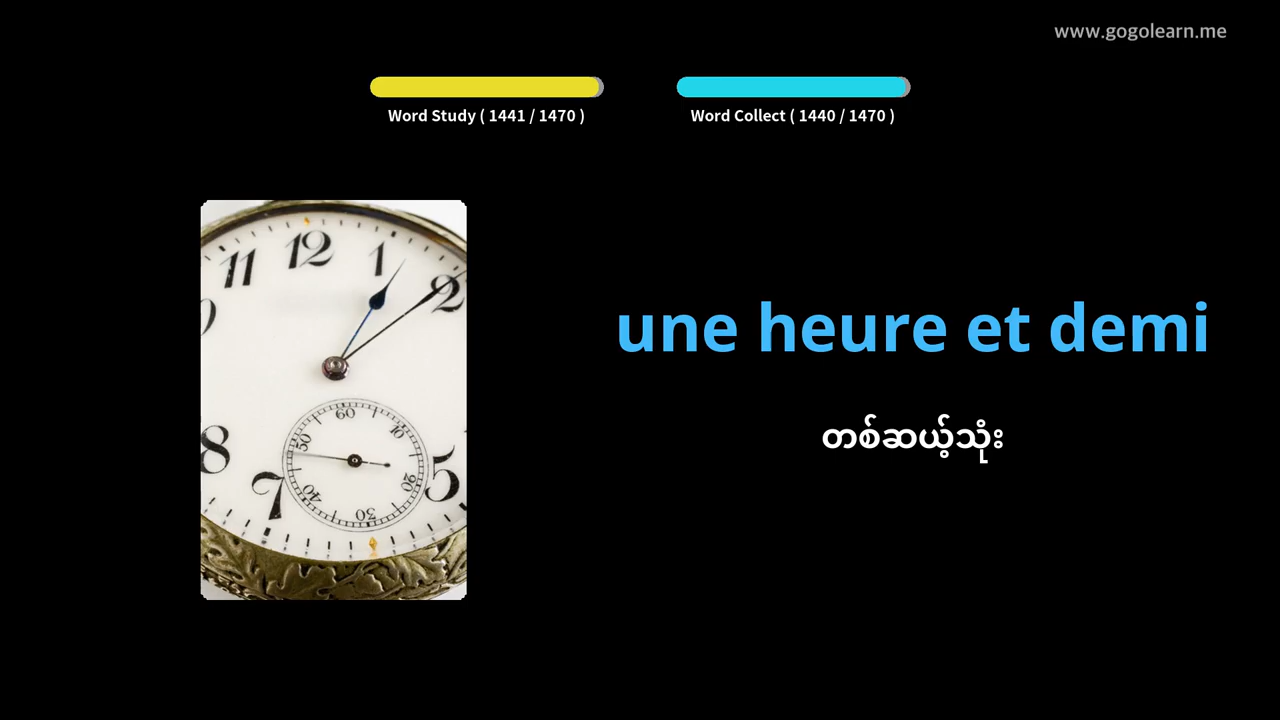 www.gogolearn.me
Word Study ( 1441 / 1470 )
Word Collect ( 1440 / 1470 )
11 12 1 2
une heure et demi
တစ်ဆယ့်သုံး
60
50 10
8 7 5
40 20
30